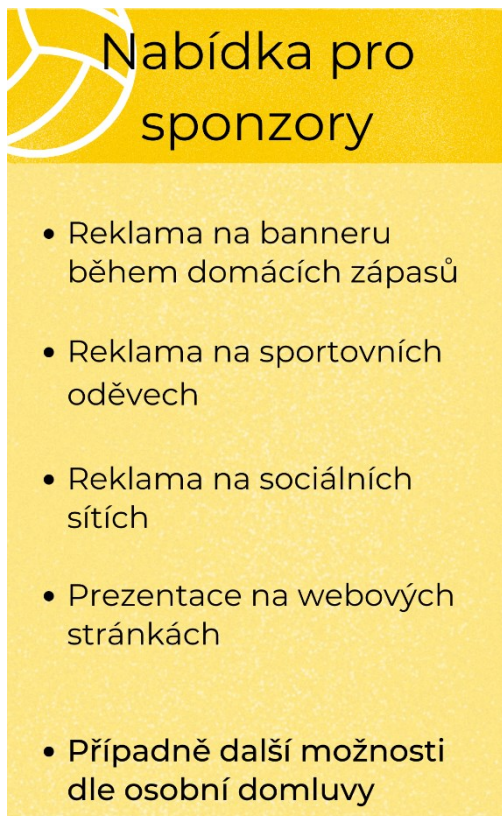 Nabídka pro
sponzory
• Reklama na banneru
během domácích zápasů
• Reklama na sportovních
oděvech
• Reklama na sociálních
sítích
• Prezentace na webových
stránkách
• Případně další možnosti
dle osobní domluvy